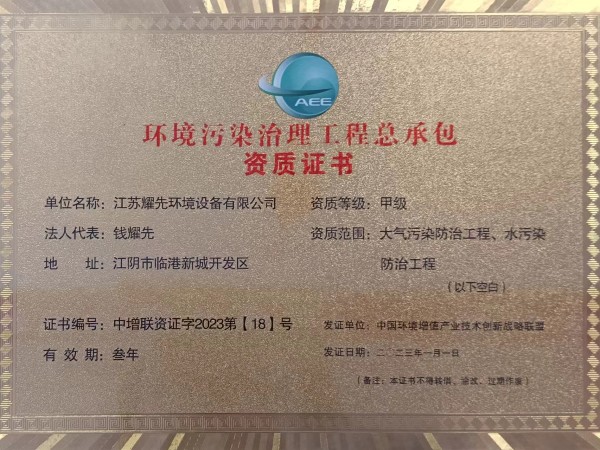 AEE
环境污染治理工程总承包
资质证书
单位名称：江苏耀先环境设备有限公司
资质等级：甲级
法人代表：钱耀先
资质范围：大气污染防治工程、水污染
防治工程
地 址：江阴市临港新城开发区
（以下空白）
证书编号：中增联资证字2023第【18】号
发证单位：中国环境增值产业技术创新战略联盟
有 效 期：叁年
发证日期：二〇二三年一月一日
（备注：本证书不得转借、涂改、过期作废）